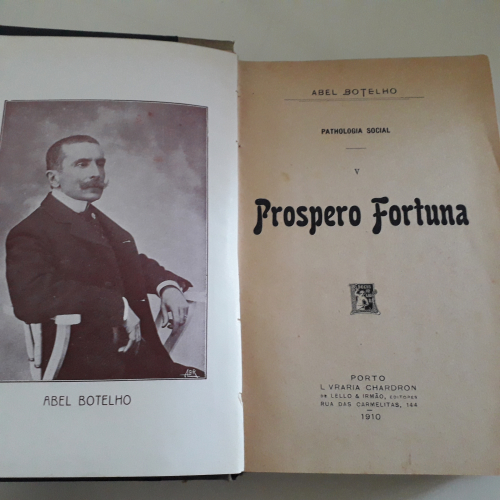 ABEL BOTELHO
ABEL BOTELHO
PATHOLOGIA SOCIAL
V
Prospero Fortuna
PORTO
L VRARIA CHARDRON
DE LELLO & IRMÃO, EDITORES
RUA DAS CARMELITAS, 144
1910